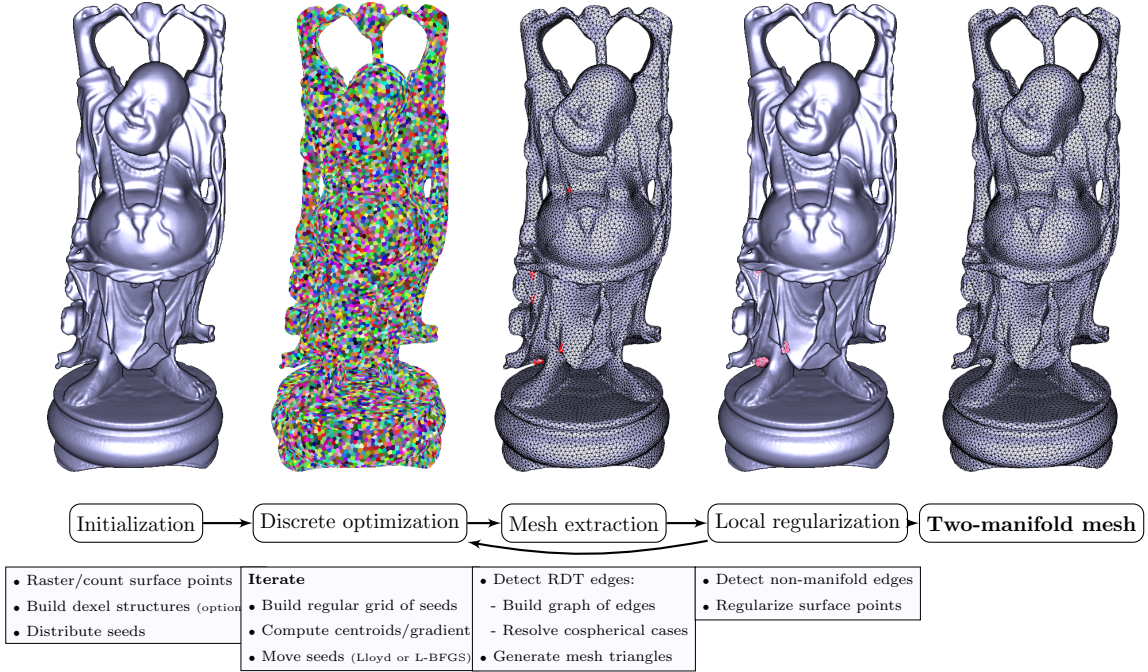 Initialization
Discrete optimization
Mesh extraction
Local regularization
Two-manifold mesh
• Raster/count surface points
• Build dexel structures (option
• Distribute seeds
Iterate
• Build regular grid of seeds
• Compute centroids/gradient
• Move seeds (Lloyd or L-BFGS)
• Detect RDT edges:
- Build graph of edges
- Resolve cospherical cases
• Generate mesh triangles
• Detect non-manifold edges
• Regularize surface points